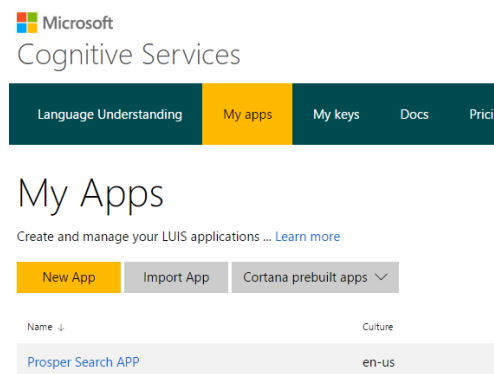 Microsoft
Cognitive Services
Language Understanding My apps My keys Docs
My Apps
Create and manage your LUIS applications ... Learn more
New App Import App Cortana prebuilt apps
Name ↓ Culture
Prosper Search APP en-us